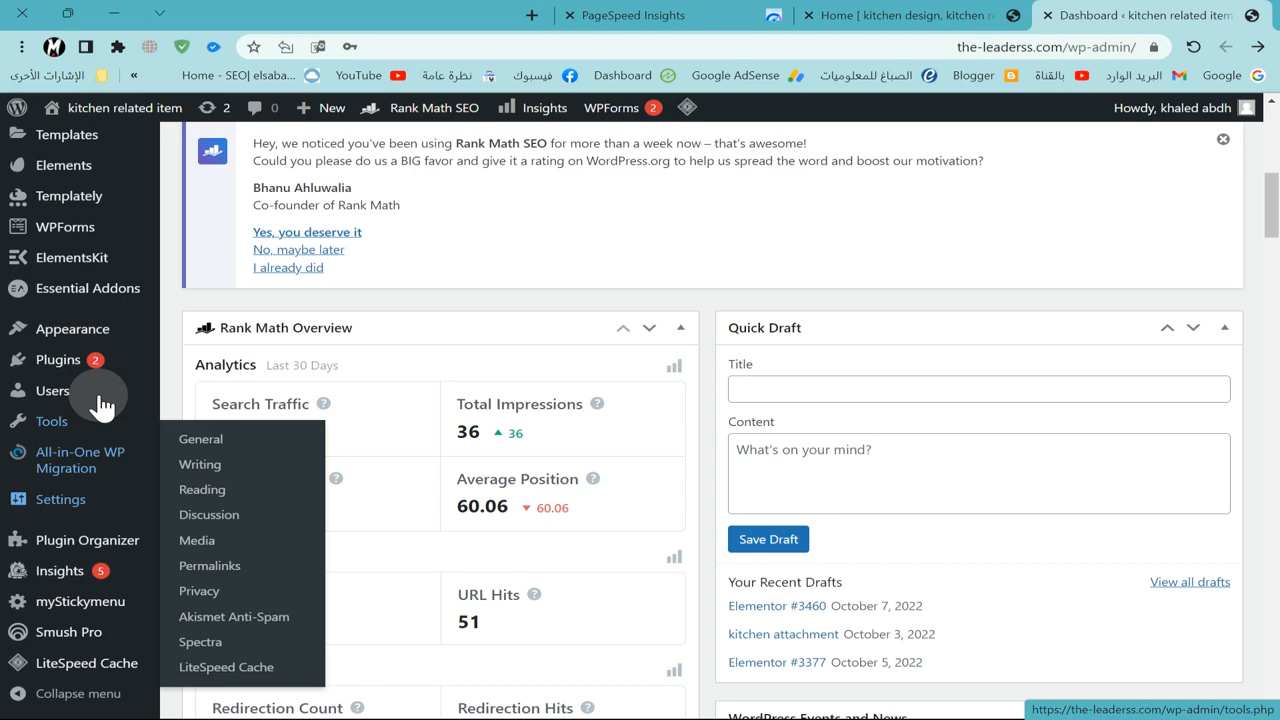 PageSpeed Insights
Home [ kitchen design, kitchen r
Dashboard ‹ kitchen related item
the-leaderss.com/wp-admin/
الإشارات الأخرى
«
Home - SEO| elsaba...
YouTube
نظرة عامة
فيسبوك
Dashboard
Google AdSense
الصباغ للمعلوميات
Blogger
بالقناة
البريد الوارد
Google
kitchen related item
2
0
New
Rank Math SEO
Insights
WPForms 2
Howdy, khaled abdh
Templates
Elements
Templately
WPForms
ElementsKit
Essential Addons
Appearance
Plugins 2
Users
Tools
All-in-One WP
Migration
Settings
Plugin Organizer
Insights 5
myStickymenu
Smush Pro
LiteSpeed Cache
Collapse menu
General
Writing
Reading
Discussion
Media
Permalinks
Privacy
Akismet Anti-Spam
Spectra
LiteSpeed Cache
Hey, we noticed you've been using Rank Math SEO for more than a week now – that's awesome!
Could you please do us a BIG favor and give it a rating on WordPress.org to help us spread the word and boost our motivation?
Bhanu Ahluwalia
Co-founder of Rank Math
Yes, you deserve it
No, maybe later
I already did
Rank Math Overview
Analytics Last 30 Days
Search Traffic
Total Impressions
36 36
Average Position
60.06 60.06
URL Hits
51
Redirection Count
Redirection Hits
Quick Draft
Title
Content
What's on your mind?
Save Draft
Your Recent Drafts
View all drafts
Elementor #3460 October 7, 2022
kitchen attachment October 3, 2022
Elementor #3377 October 5, 2022
WordPress Events and News
https://the-leaderss.com/wp-admin/tools.php